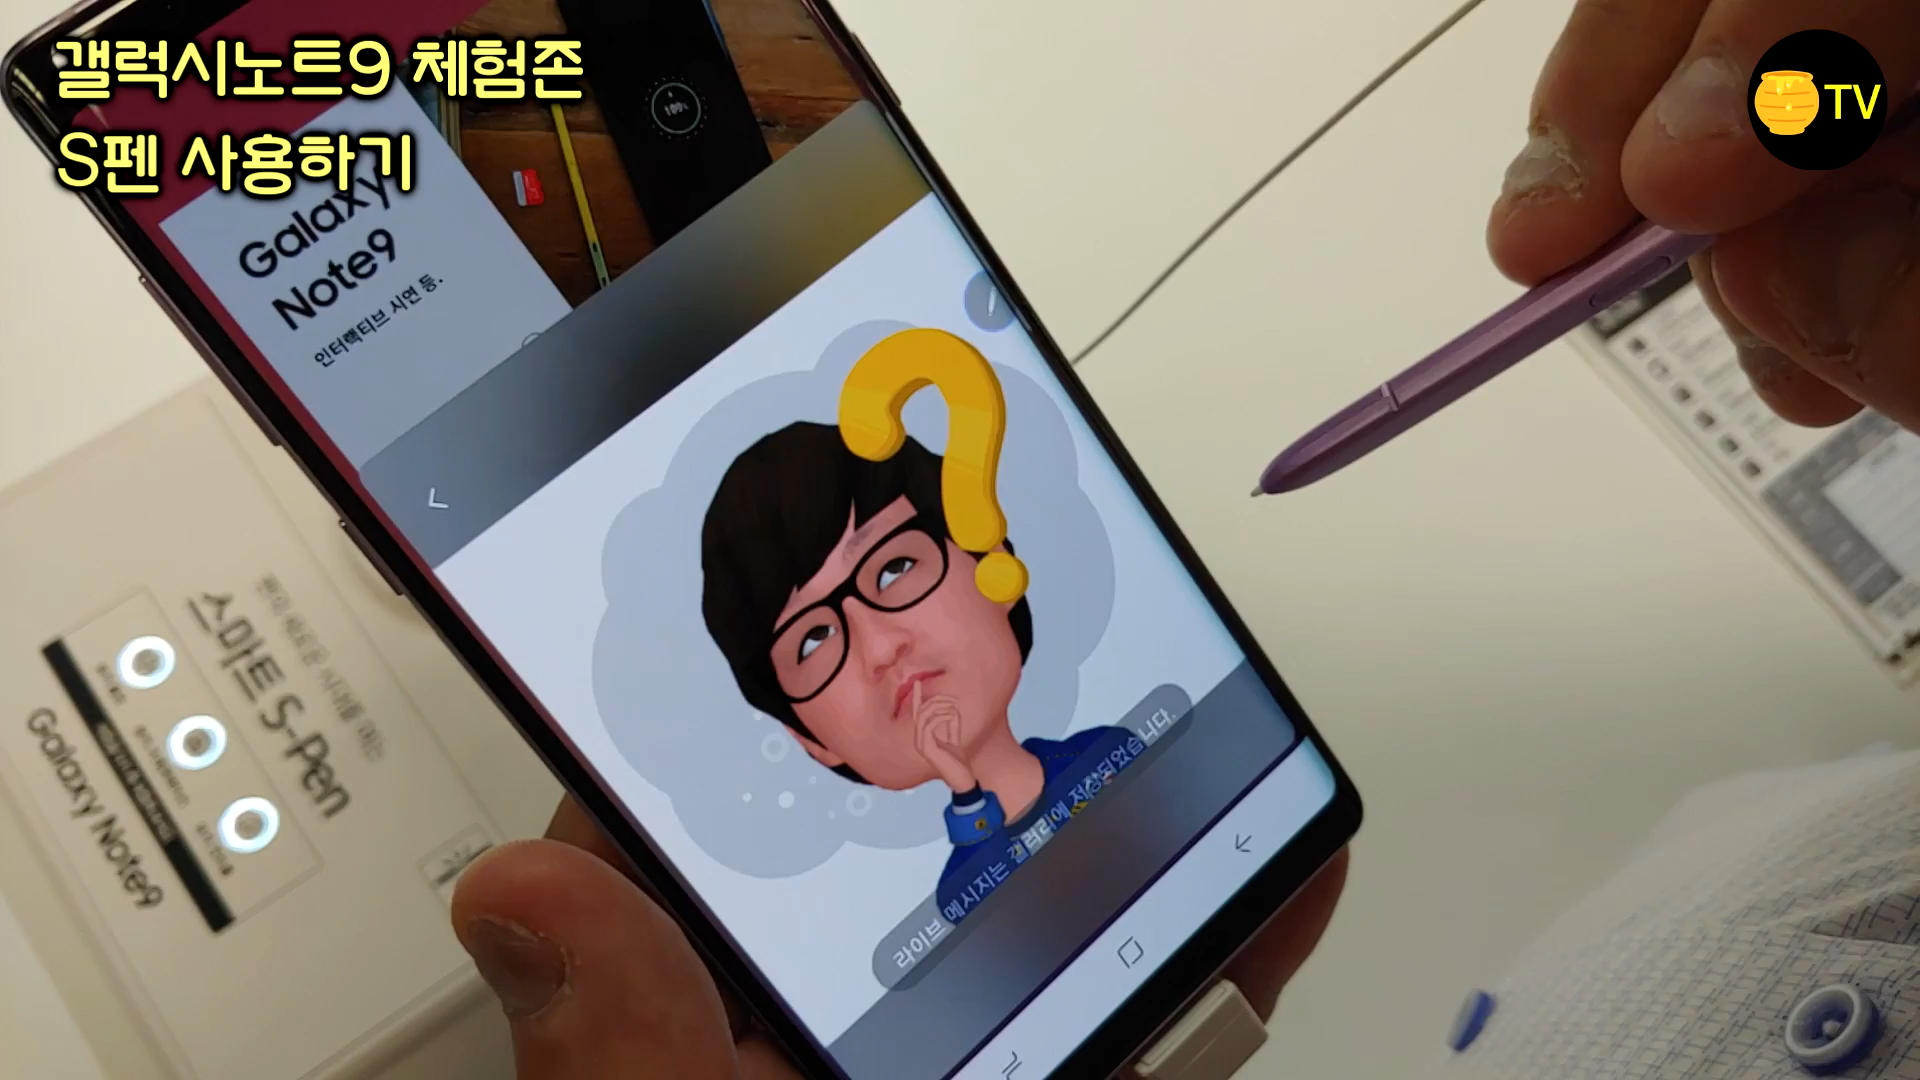 갤럭시노트9 체험존
S펜 사용하기
TV
100%
Galaxy
Note9
인터랙티브 시연 등.
라이브 메시지는 갤러리에 저장되었습니다.
스마트 S-Pen
Galaxy Note9